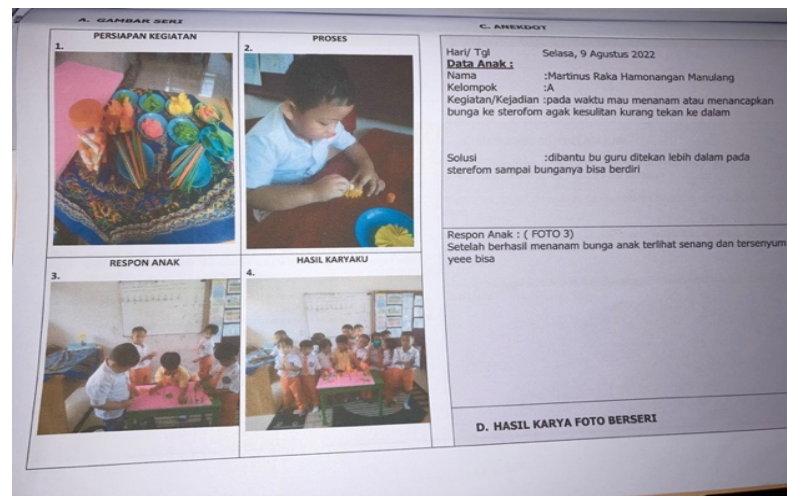 A. GAMBAR SERI
PERSIAPAN KEGIATAN
1.
PROSES
2.
RESPON ANAK
3.
HASIL KARYAKU
4.
C. ANEKDOT
Hari/ Tgl Selasa, 9 Agustus 2022
Data Anak :
Nama :Martinus Raka Hamonangan Manulang
Kelompok :A
Kegiatan/Kejadian :pada waktu mau menanam atau menancapkan
bunga ke sterofom agak kesulitan kurang tekan ke dalam
Solusi :dibantu bu guru ditekan lebih dalam pada
sterefom sampai bunganya bisa berdiri
Respon Anak : ( FOTO 3)
Setelah berhasil menanam bunga anak terlihat senang dan tersenyum
yeee bisa
D. HASIL KARYA FOTO BERSERI